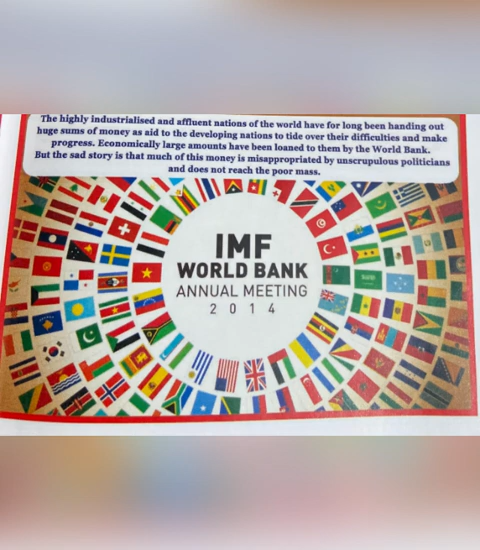 The highly industrialised and affluent nations of the world have for long been handing out
huge sums of money as aid to the developing nations to tide over their difficulties and make
progress. Economically large amounts have been loaned to them by the World Bank.
But the sad story is that much of this money is misappropriated by unscrupulous politicians
and does not reach the poor mass.
IMF
WORLD BANK
ANNUAL MEETING
2014